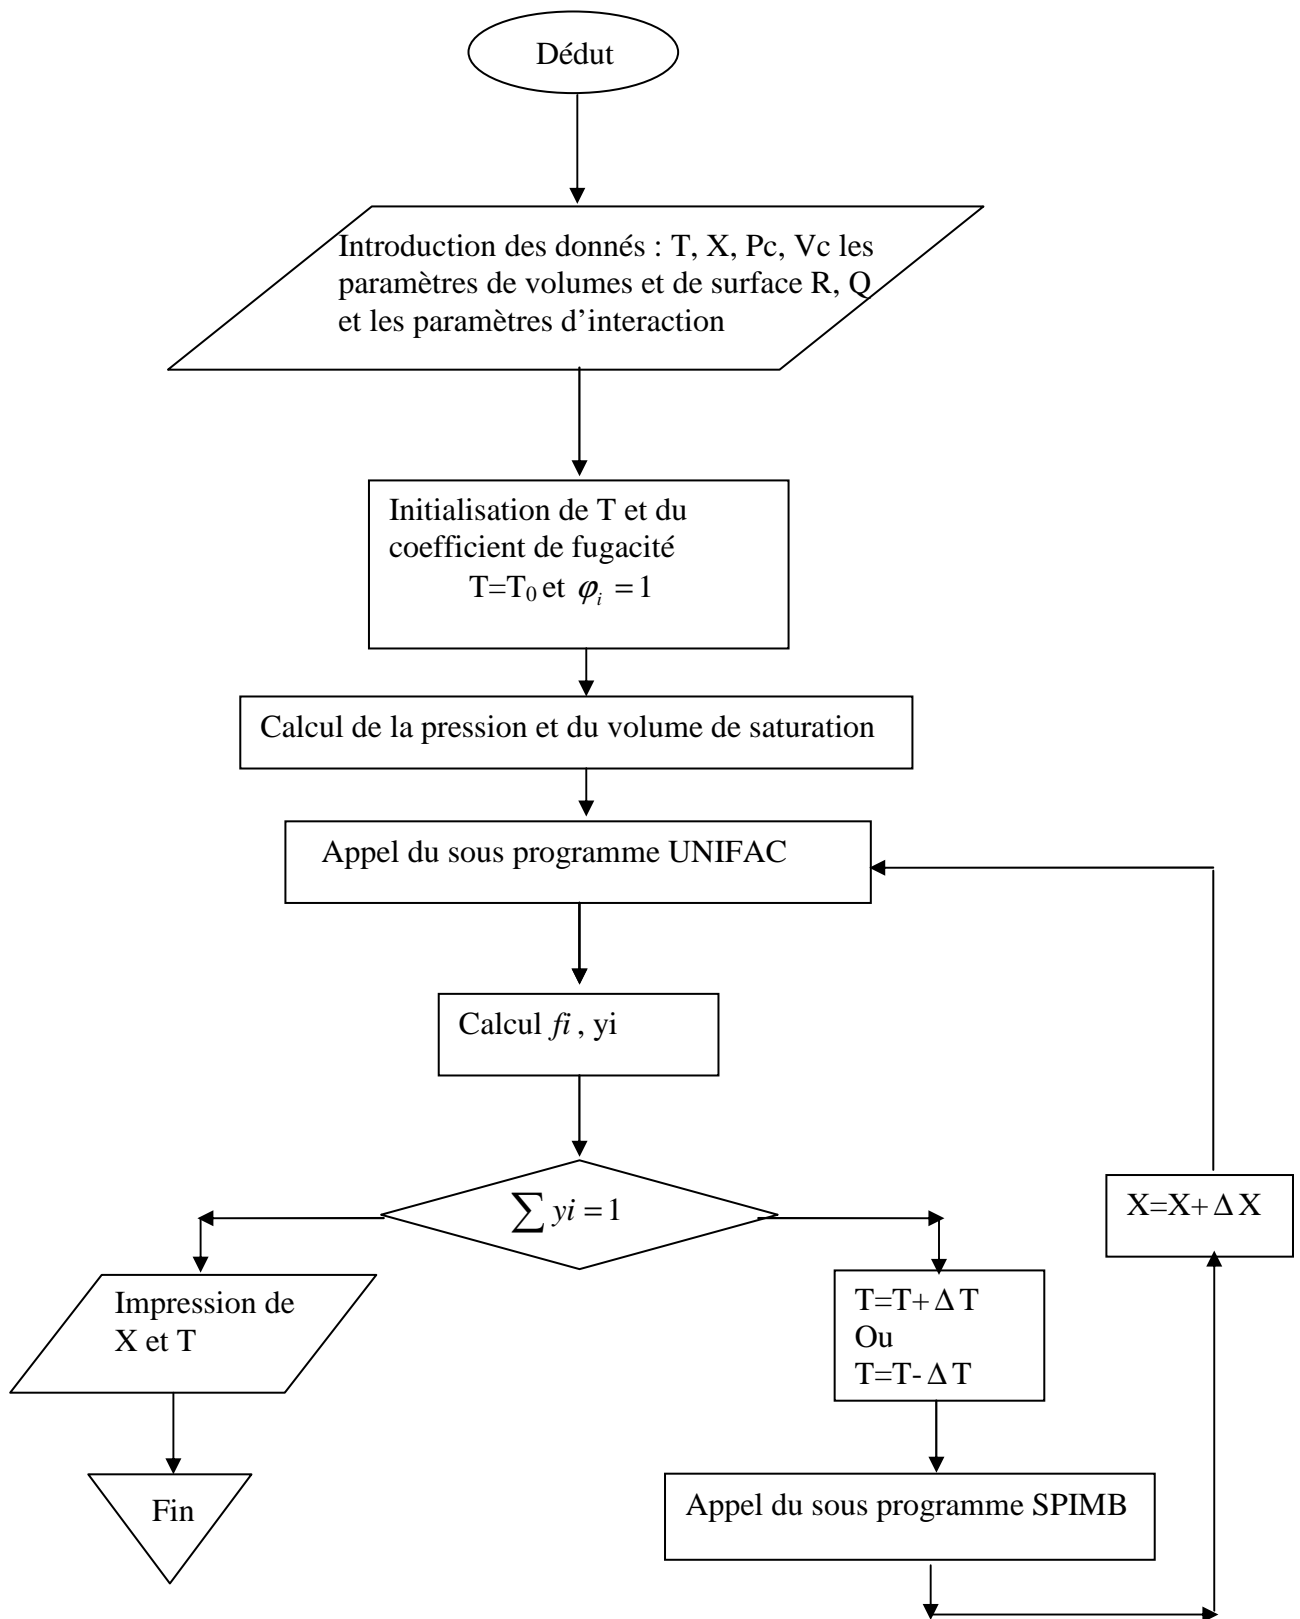 Dédut
Introduction des donnés : T, X, Pc, Vc les
paramètres de volumes et de surface R, Q
et les paramètres d’interaction
Initialisation de T et du
coefficient de fugacité
T=T₀ et φᵢ = 1
Calcul de la pression et du volume de saturation
Appel du sous programme UNIFAC
Calcul fi , yi
∑ yi = 1
X=X+ Δ X
Impression de
X et T
T=T+ Δ T
Ou
T=T- Δ T
Fin
Appel du sous programme SPIMB